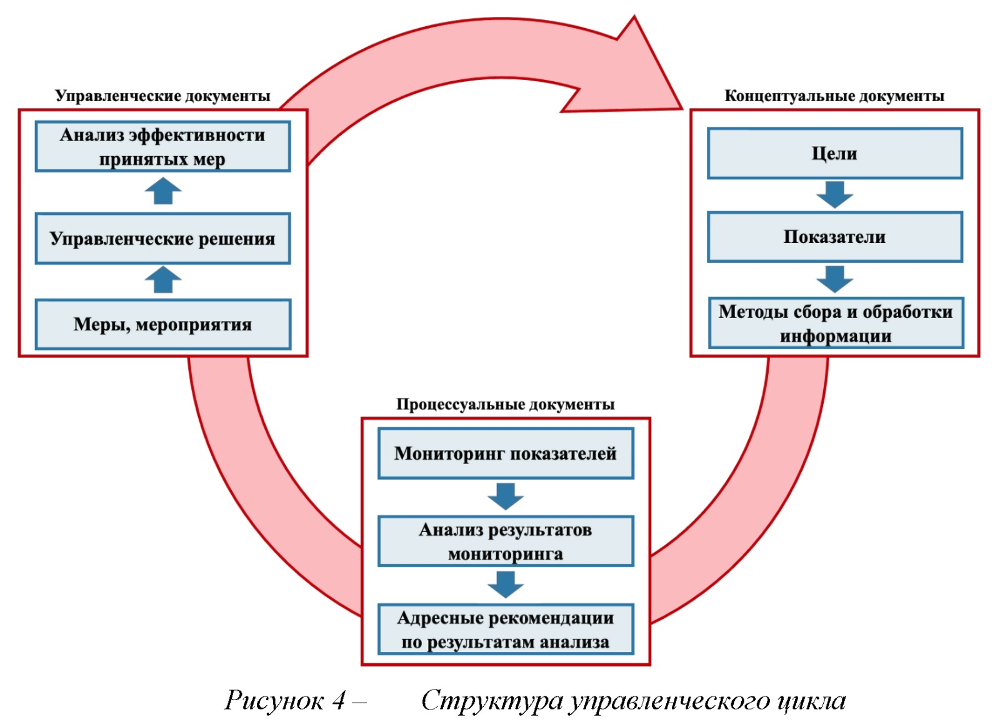 Управленческие документы
Анализ эффективности
принятых мер
Управленческие решения
Меры, мероприятия
Концептуальные документы
Цели
Показатели
Методы сбора и обработки
информации
Процессуальные документы
Мониторинг показателей
Анализ результатов
мониторинга
Адресные рекомендации
по результатам анализа
Рисунок 4 – Структура управленческого цикла